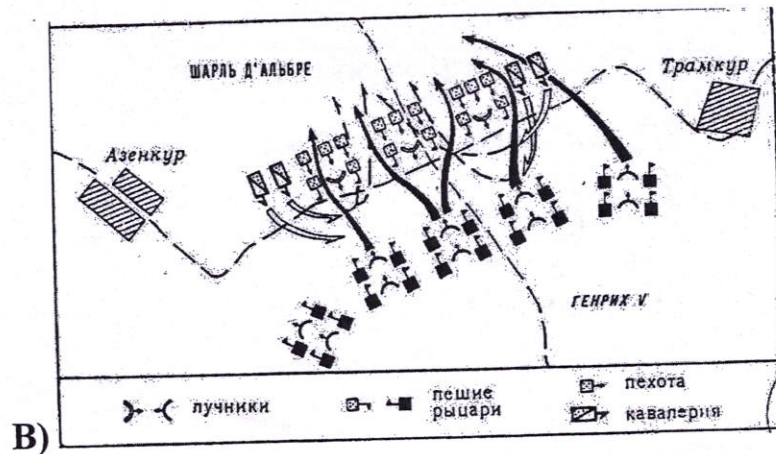 ШАРЛЬ Д'АЛЬБРЕ
Трамкур
Азенкур
ГЕНРИХ V
лучники
пешие рыцари
пехота
кавалерия
В)